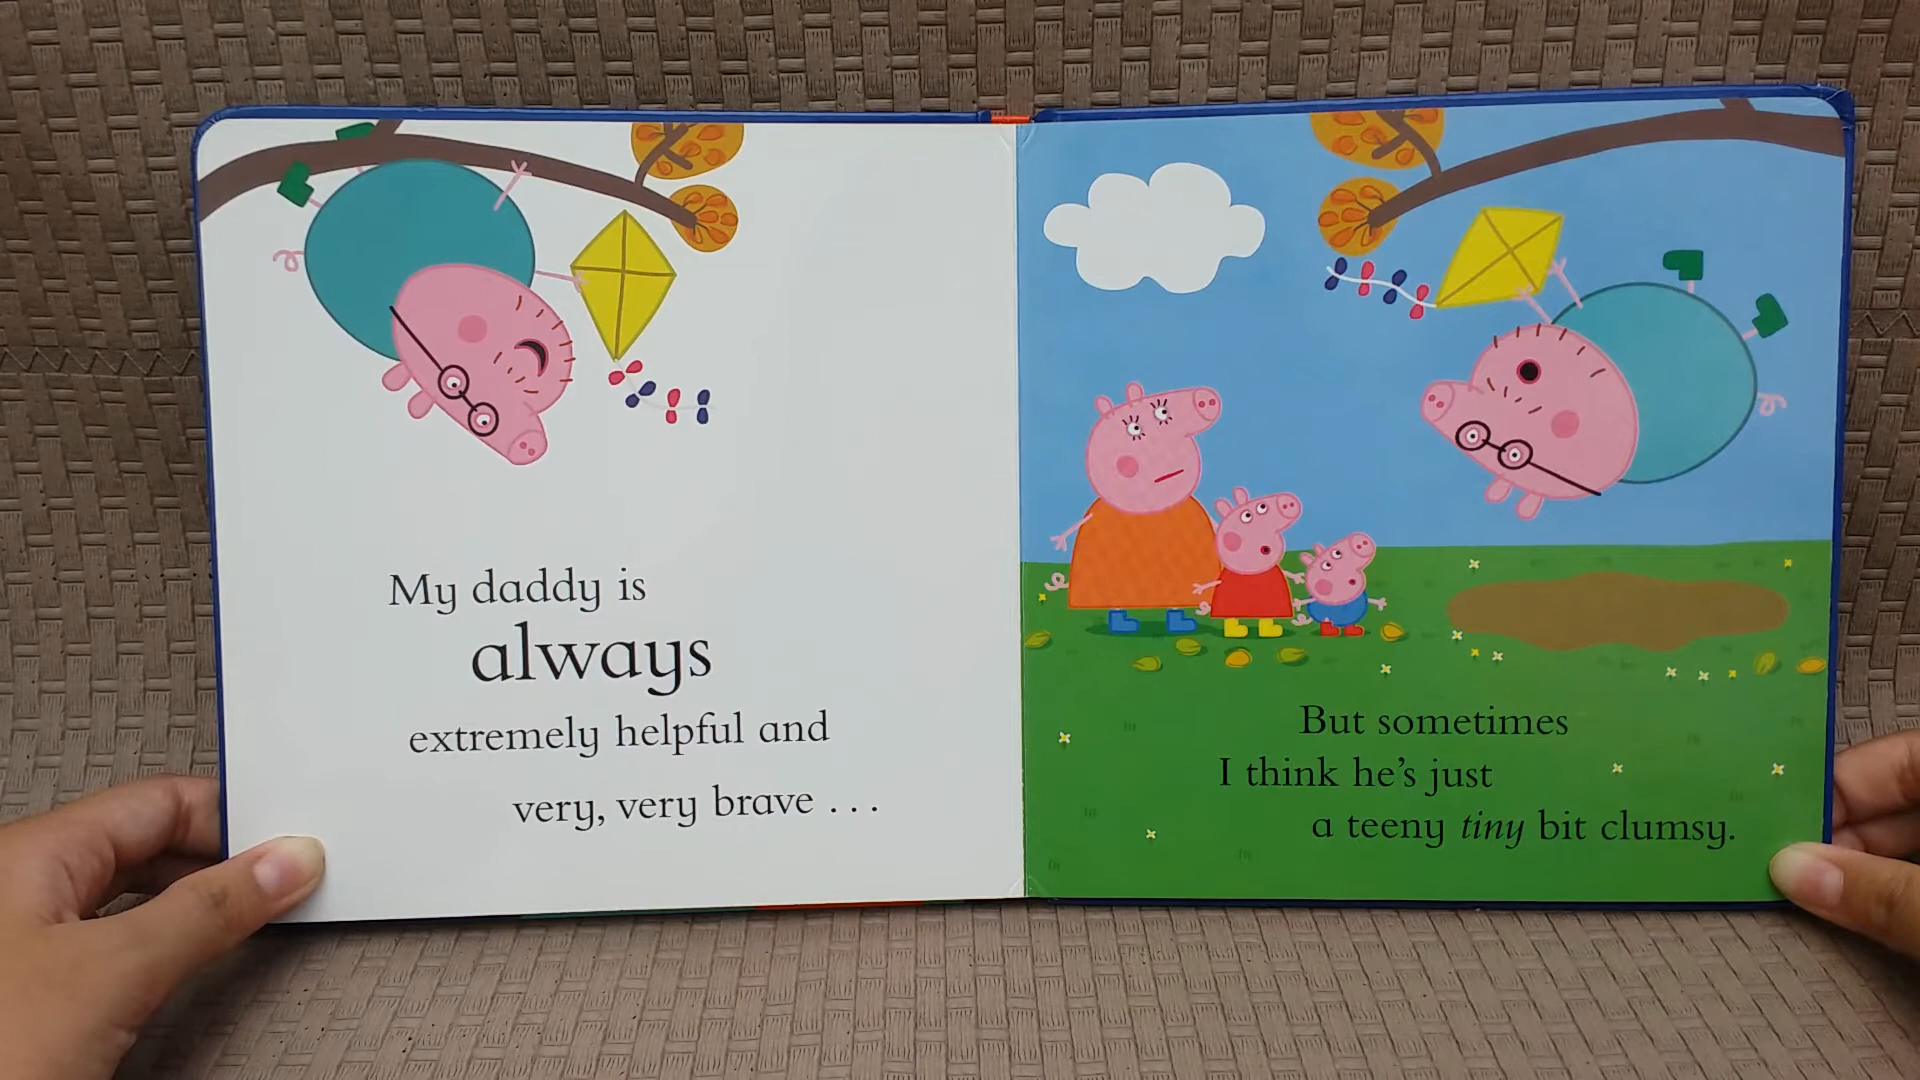 My daddy is
always
extremely helpful and
very, very brave . . .
But sometimes
I think he's just
a teeny tiny bit clumsy.